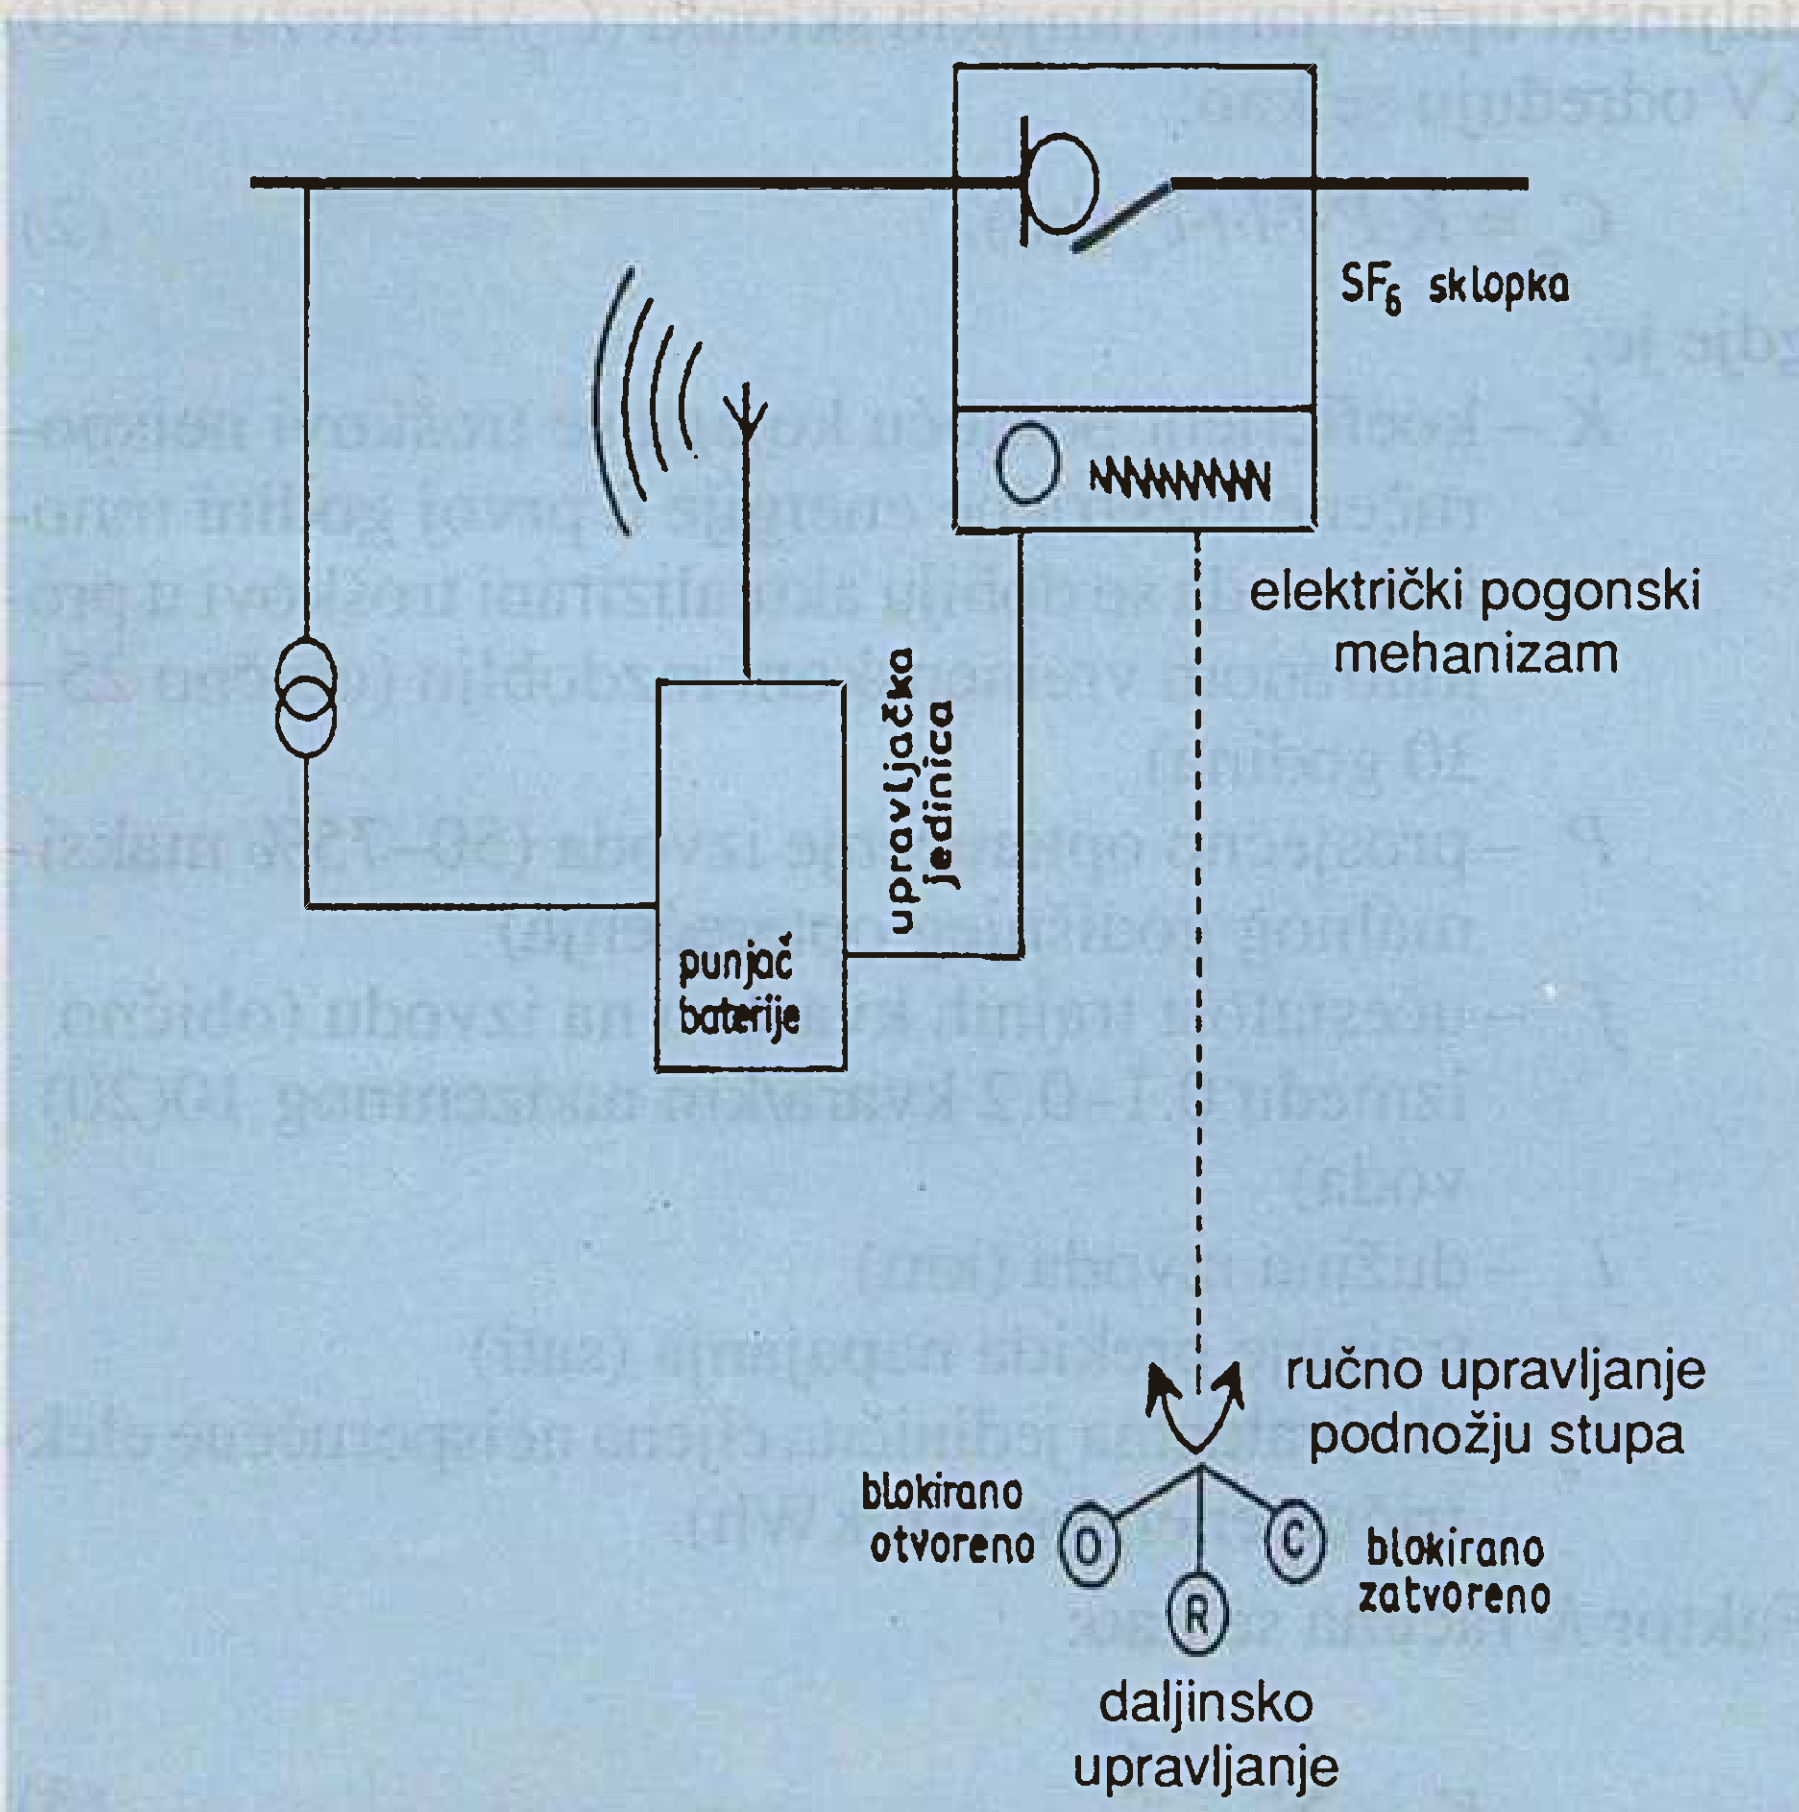 SF₆ sklopka
električki pogonski
mehanizam
upravljačka
jedinica
punjač
baterije
ručno upravljanje
podnožju stupa
blokirano
otvoreno
O
R
C
blokirano
zatvoreno
daljinsko
upravljanje